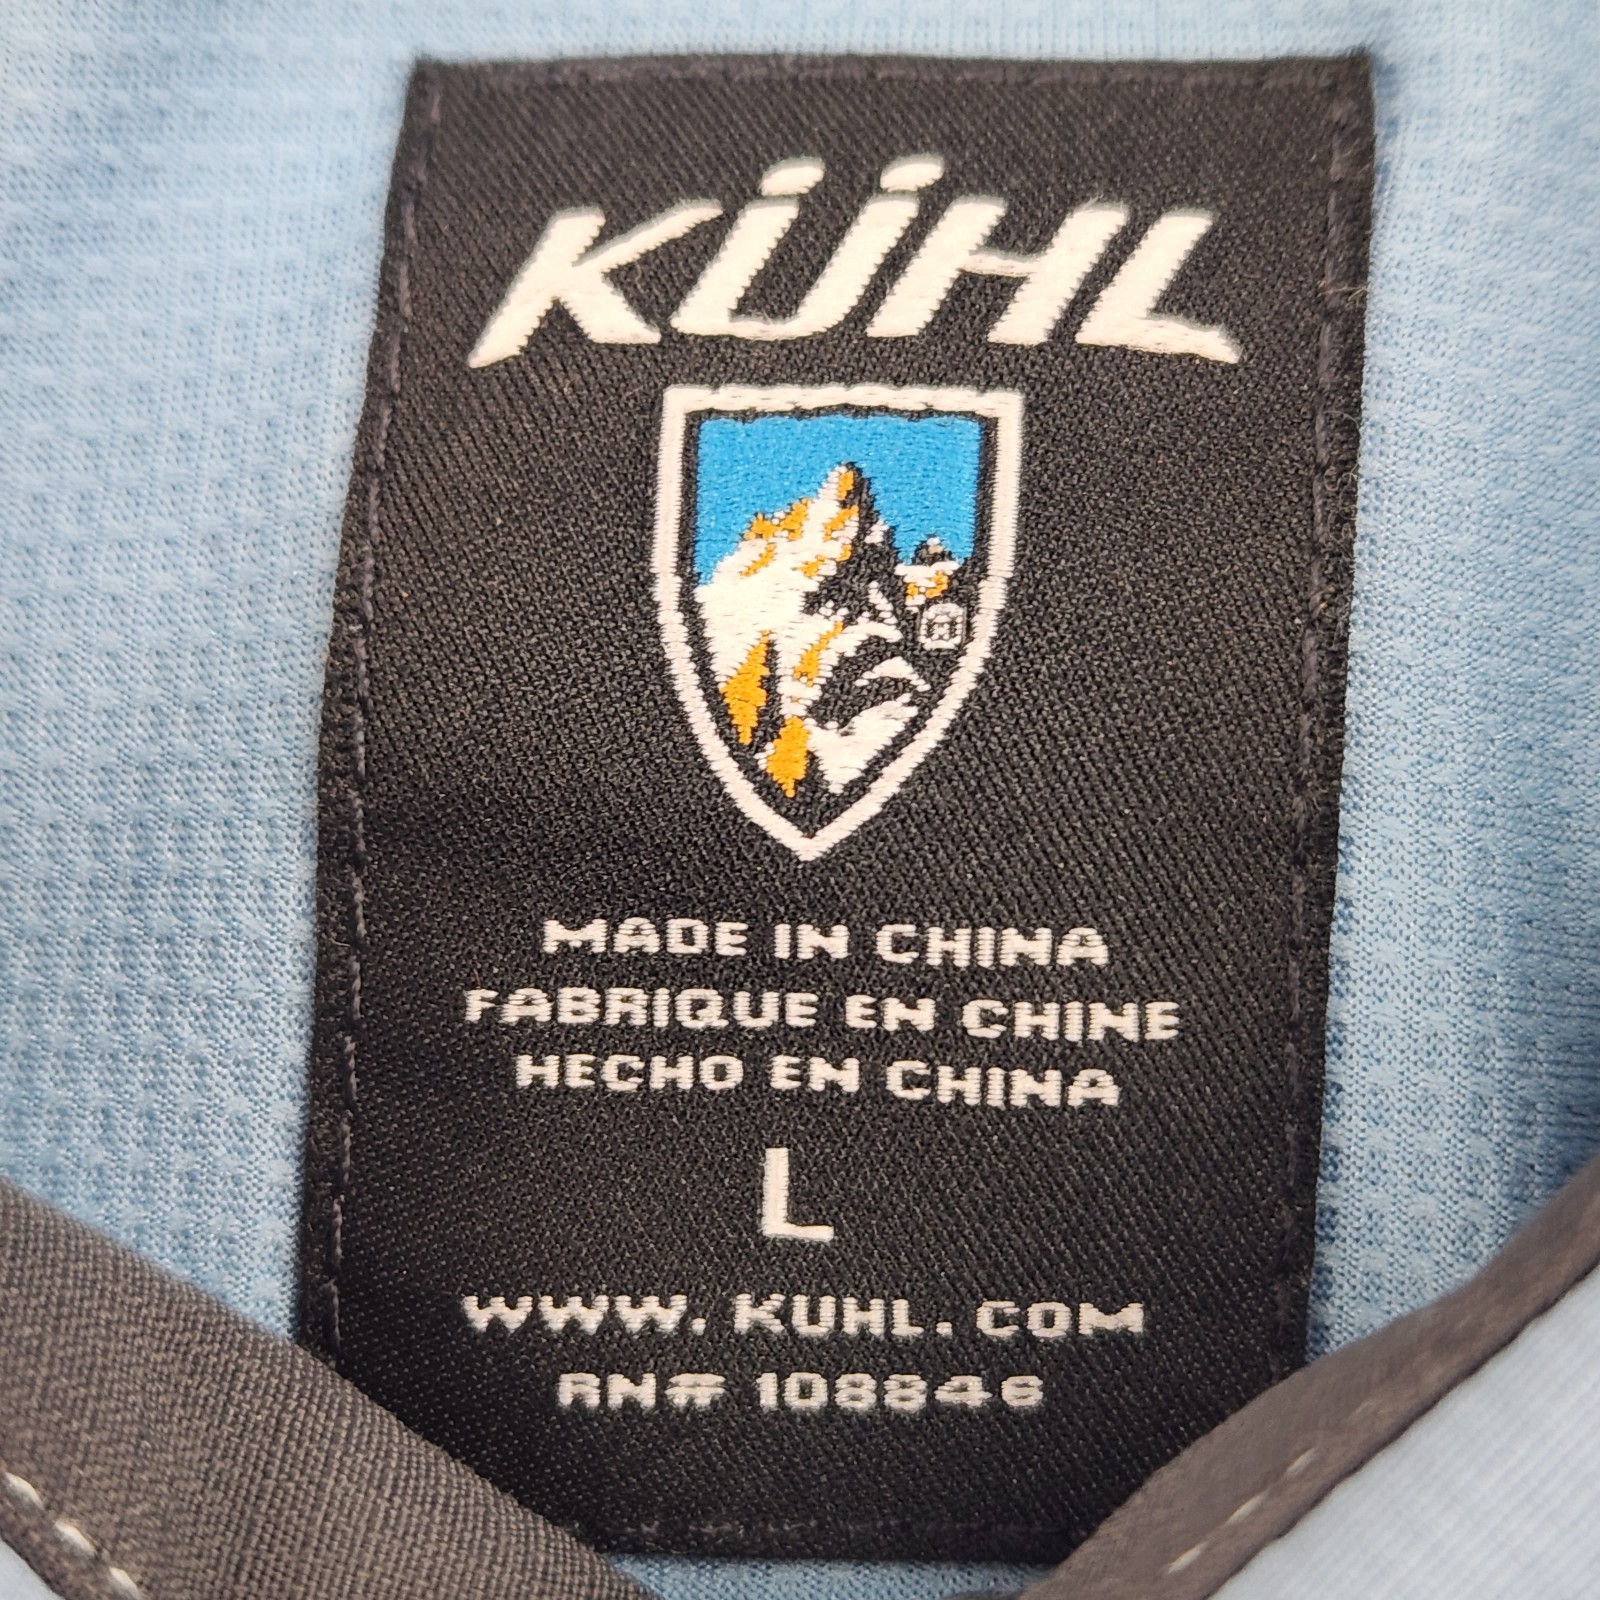 KÜHL
®
MADE IN CHINA
FABRIQUE EN CHINE
HECHO EN CHINA
L
WWW.KUHL.COM
RN# 108846